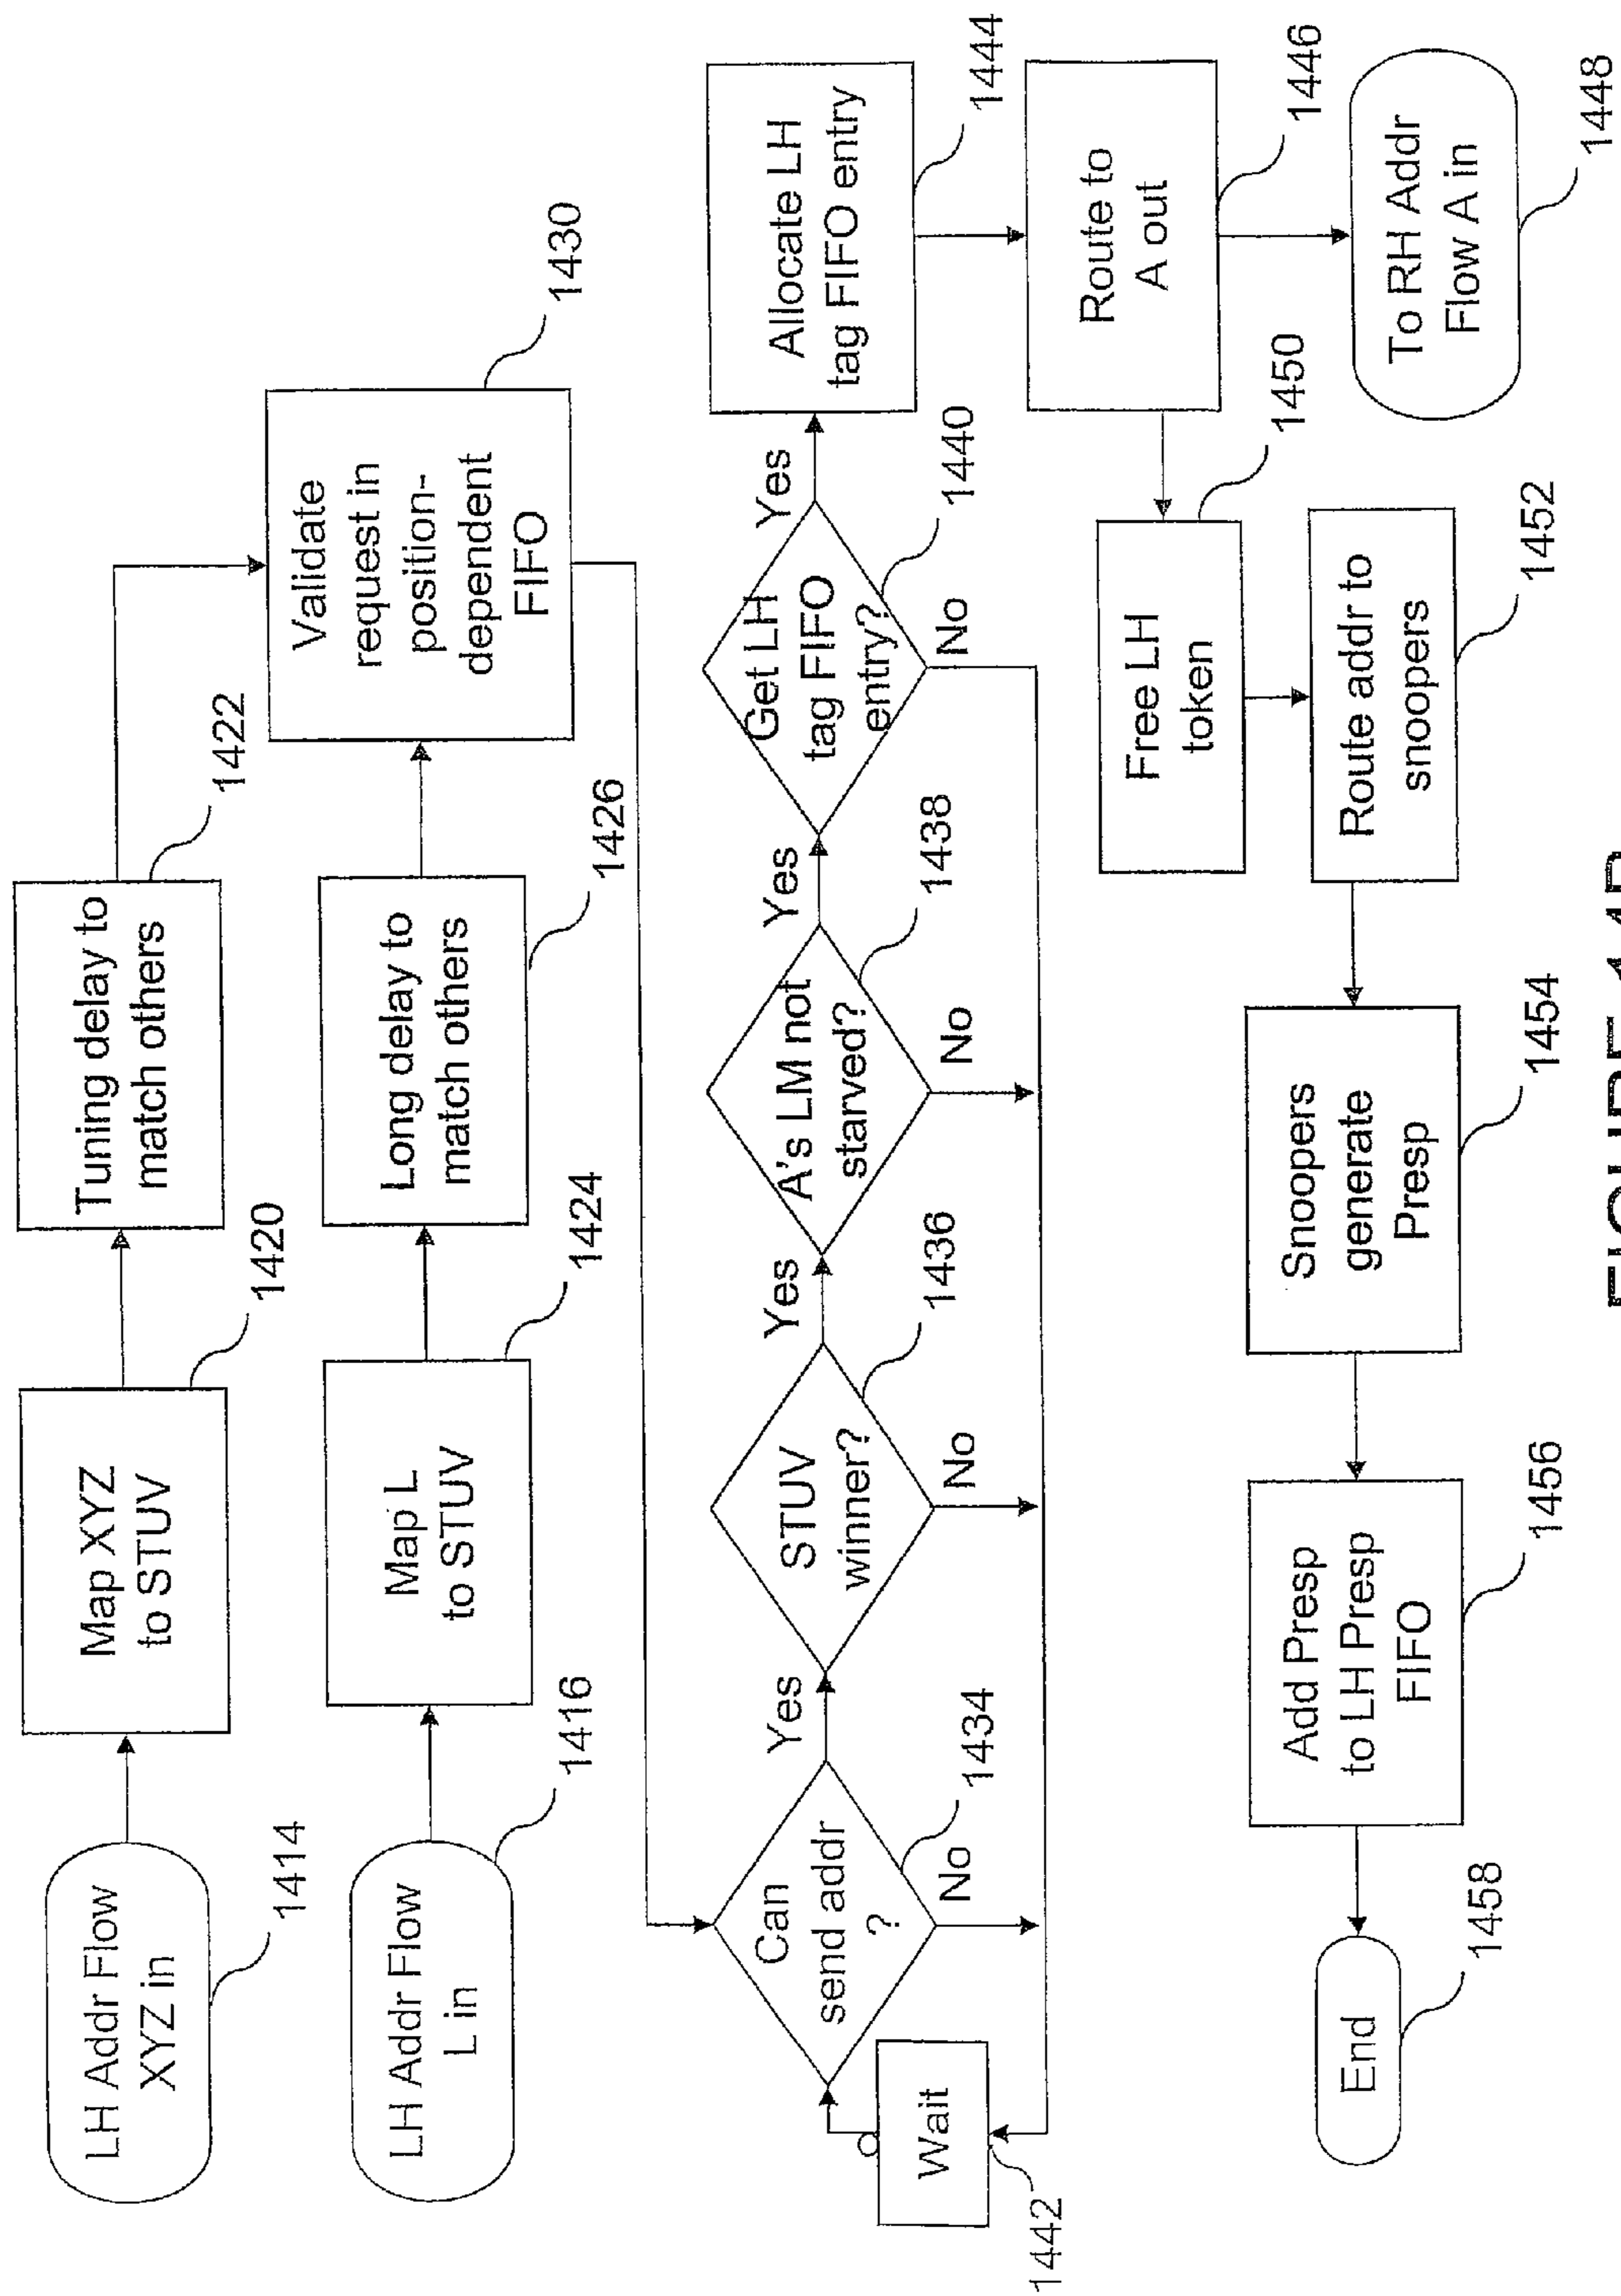 LH Addr Flow
XYZ in
1414
Map XYZ
to STUV
1420
Tuning delay to
match others
1422
LH Addr Flow
L in
1416
Map L
to STUV
1424
Long delay to
match others
1426
Validate
request in
position-
dependent
FIFO
1430
Can
send addr
?
1434
Yes
No
STUV
winner?
1436
Yes
No
A's LM not
starved?
1438
Yes
No
Get LH
tag FIFO
entry?
1440
Yes
No
Wait
1442
Allocate LH
tag FIFO entry
1444
Route to
A out
1446
To RH Addr
Flow A in
1448
Free LH
token
1450
Route addr to
snoopers
1452
Snoopers
generate
Presp
1454
Add Presp
to LH Presp
FIFO
1456
End
1458